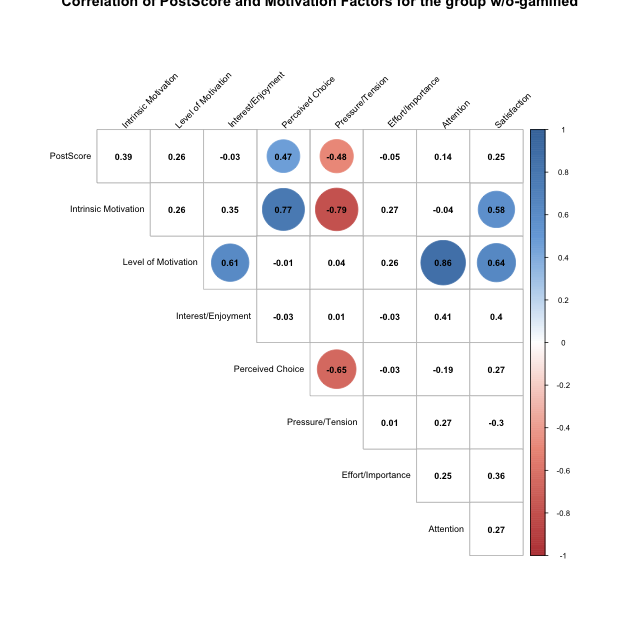 Correlation of PostScore and Motivation Factors for the group w/o-gamified
Intrinsic Motivation
Level of Motivation
Interest/Enjoyment
Perceived Choice
Pressure/Tension
Effort/Importance
Attention
Satisfaction
PostScore 0.39 0.26 -0.03 0.47 -0.48 -0.05 0.14 0.25
Intrinsic Motivation 0.26 0.35 0.77 -0.79 0.27 -0.04 0.58
Level of Motivation 0.61 -0.01 0.04 0.26 0.86 0.64
Interest/Enjoyment -0.03 0.01 -0.03 0.41 0.4
Perceived Choice -0.65 -0.03 -0.19 0.27
Pressure/Tension 0.01 0.27 -0.3
Effort/Importance 0.25 0.36
Attention 0.27
1
0.8
0.6
0.4
0.2
0
-0.2
-0.4
-0.6
-0.8
-1